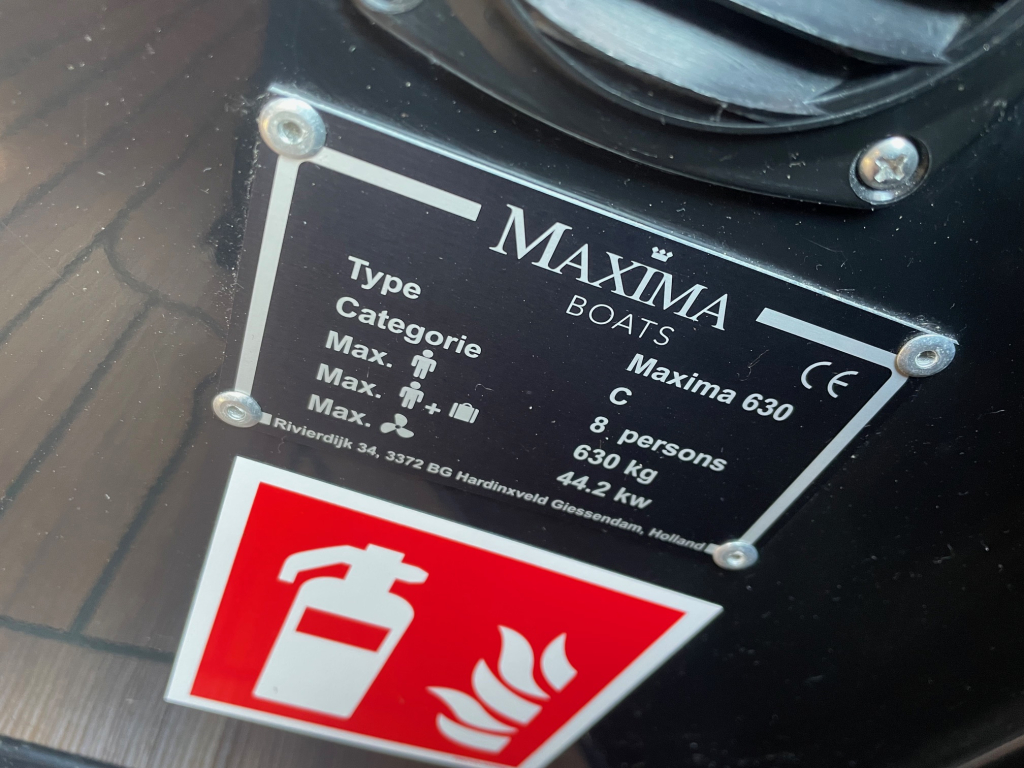 MAXIMA
BOATS
CE
Type Maxima 630
Categorie C
Max. 8 persons
Max. + 630 kg
Max. 44.2 kw
Rivierdijk 34, 3372 BG Hardinxveld Giessendam, Holland